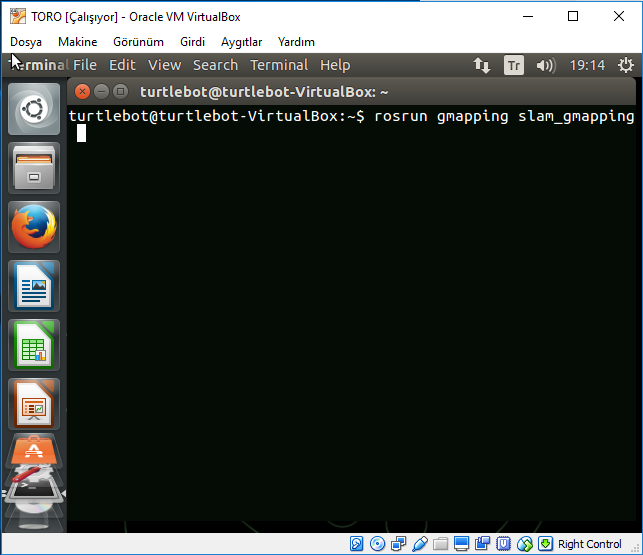 TORO [Çalışıyor] - Oracle VM VirtualBox
Dosya Makine Görünüm Girdi Aygıtlar Yardım
Terminal File Edit View Search Terminal Help Tr 19:14
turtlebot@turtlebot-VirtualBox: ~
turtlebot@turtlebot-VirtualBox:~$ rosrun gmapping slam_gmapping
Right Control